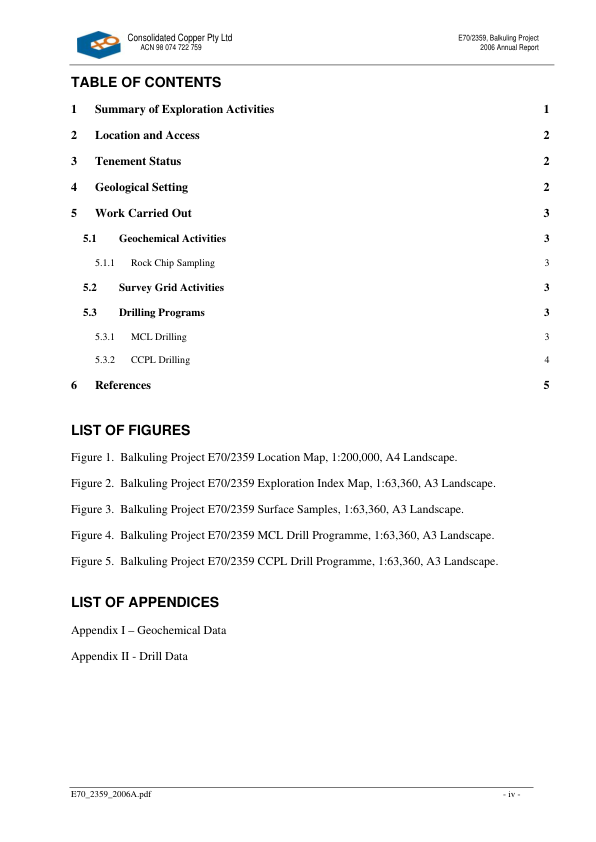 Consolidated Copper Pty Ltd
ACN 98 074 722 759
E70/2359, Balkuling Project
2006 Annual Report
TABLE OF CONTENTS
1 Summary of Exploration Activities 1
2 Location and Access 2
3 Tenement Status 2
4 Geological Setting 2
5 Work Carried Out 3
5.1 Geochemical Activities 3
5.1.1 Rock Chip Sampling 3
5.2 Survey Grid Activities 3
5.3 Drilling Programs 3
5.3.1 MCL Drilling 3
5.3.2 CCPL Drilling 4
6 References 5
LIST OF FIGURES
Figure 1. Balkuling Project E70/2359 Location Map, 1:200,000, A4 Landscape.
Figure 2. Balkuling Project E70/2359 Exploration Index Map, 1:63,360, A3 Landscape.
Figure 3. Balkuling Project E70/2359 Surface Samples, 1:63,360, A3 Landscape.
Figure 4. Balkuling Project E70/2359 MCL Drill Programme, 1:63,360, A3 Landscape.
Figure 5. Balkuling Project E70/2359 CCPL Drill Programme, 1:63,360, A3 Landscape.
LIST OF APPENDICES
Appendix I – Geochemical Data
Appendix II - Drill Data
E70_2359_2006A.pdf - iv -